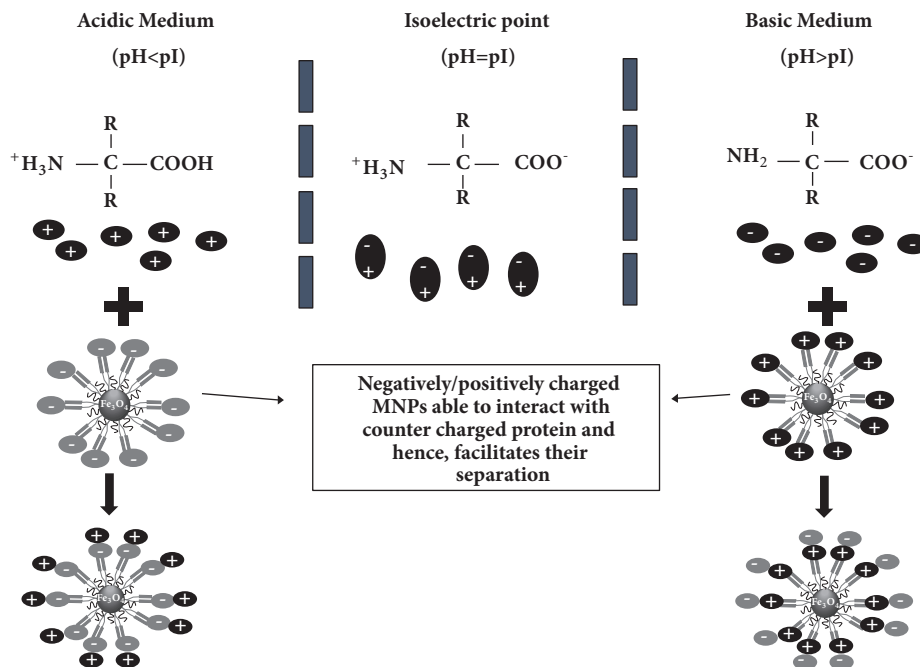 Acidic Medium
(pH<pI)
Isoelectric point
(pH=pI)
Basic Medium
(pH>pI)
R
⁺H₃N — C — COOH
R
R
⁺H₃N — C — COO⁻
R
R
NH₂ — C — COO⁻
R
+ + + + + +
- - - -
+ + + +
- - - - - -
- - - - - - - - - -
Fe₃O₄
Negatively/positively charged
MNPs able to interact with
counter charged protein and
hence, facilitates their
separation
+ + + + + + + + + +
Fe₃O₄
+ + + + + + + + + +
- - - - - - - - - -
Fe₃O₄
- - - - - - - - - -
+ + + + + + + + + +
Fe₃O₄